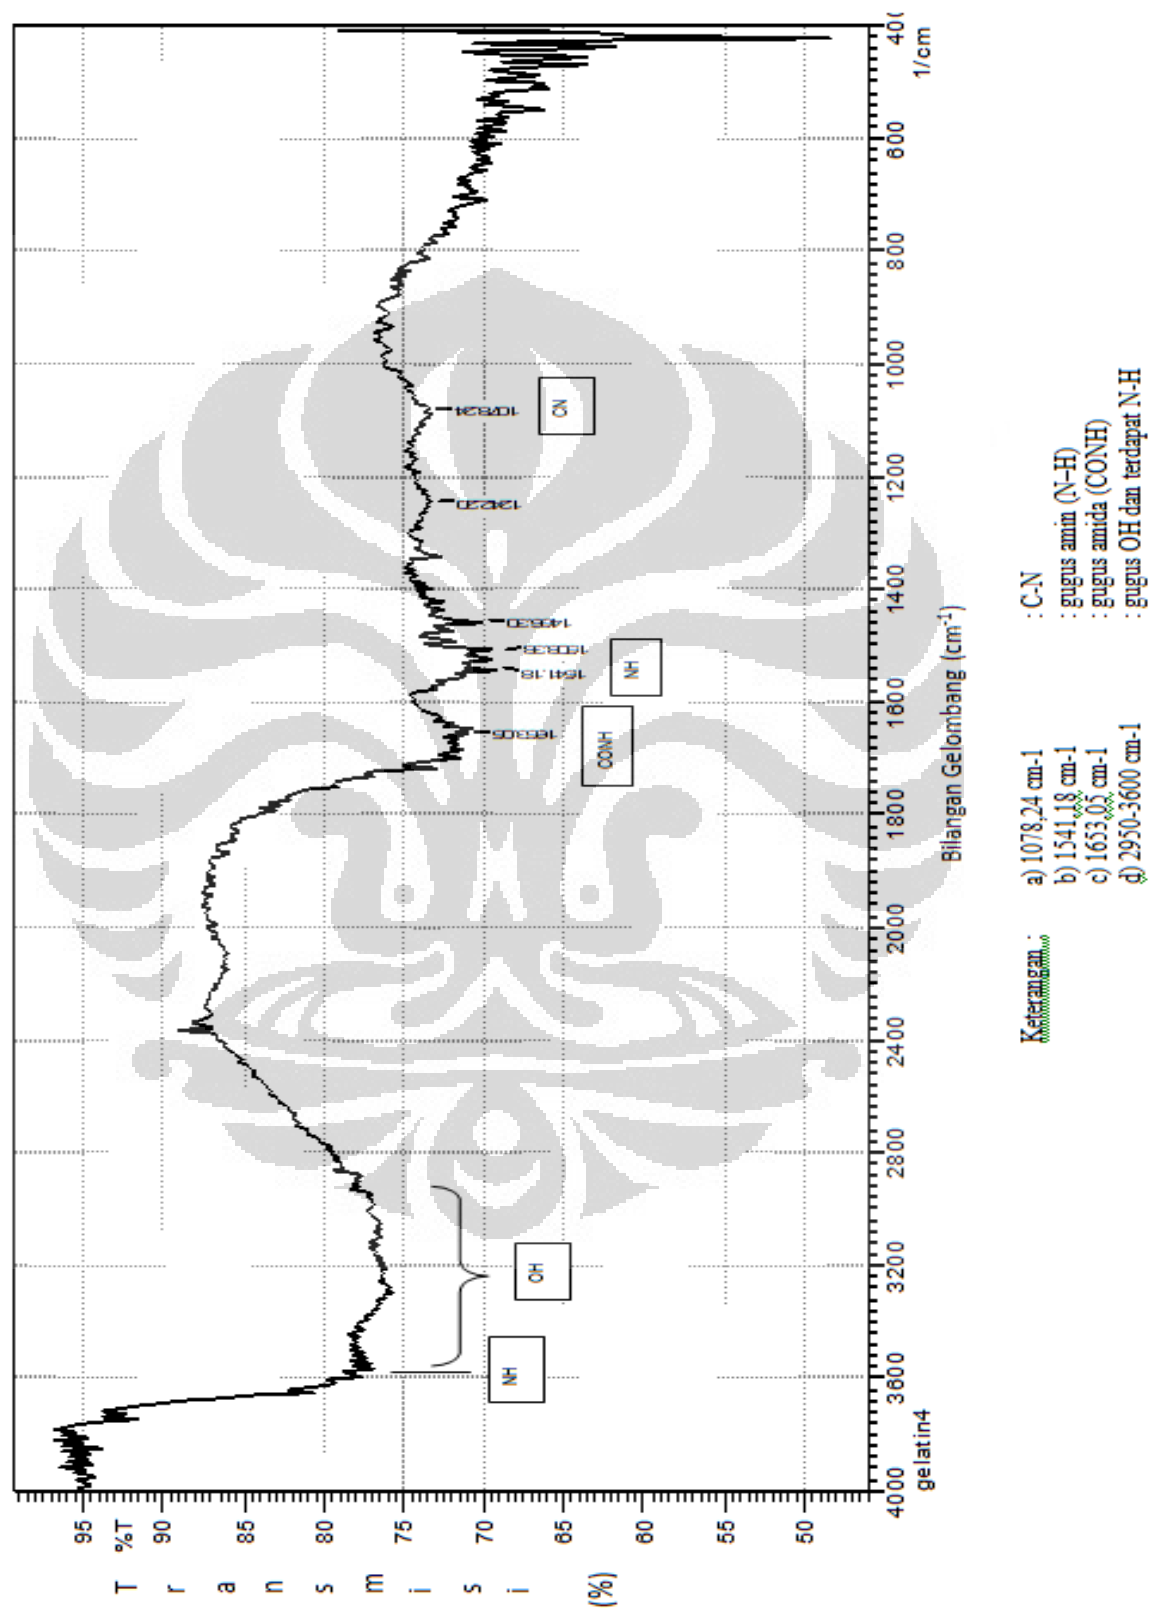 T r a n s m i s i (%)
%T
95
90
85
80
75
70
65
60
55
50
1078.24
1242.20
1456.30
1508.38
1541.18
1653.05
CN
NH
CONH
OH
NH
4000
3600
3200
2800
2400
2000
1800
1600
1400
1200
1000
800
600
400
gelatin4
1/cm
Bilangan Gelombang (cm-1)
Keterangan : a) 1078,24 cm-1 : C-N
b) 1541,18 cm-1 : gugus amin (N-H)
c) 1653,05 cm-1 : gugus amida (CONH)
d) 2950-3600 cm-1 : gugus OH dan terdapat N-H